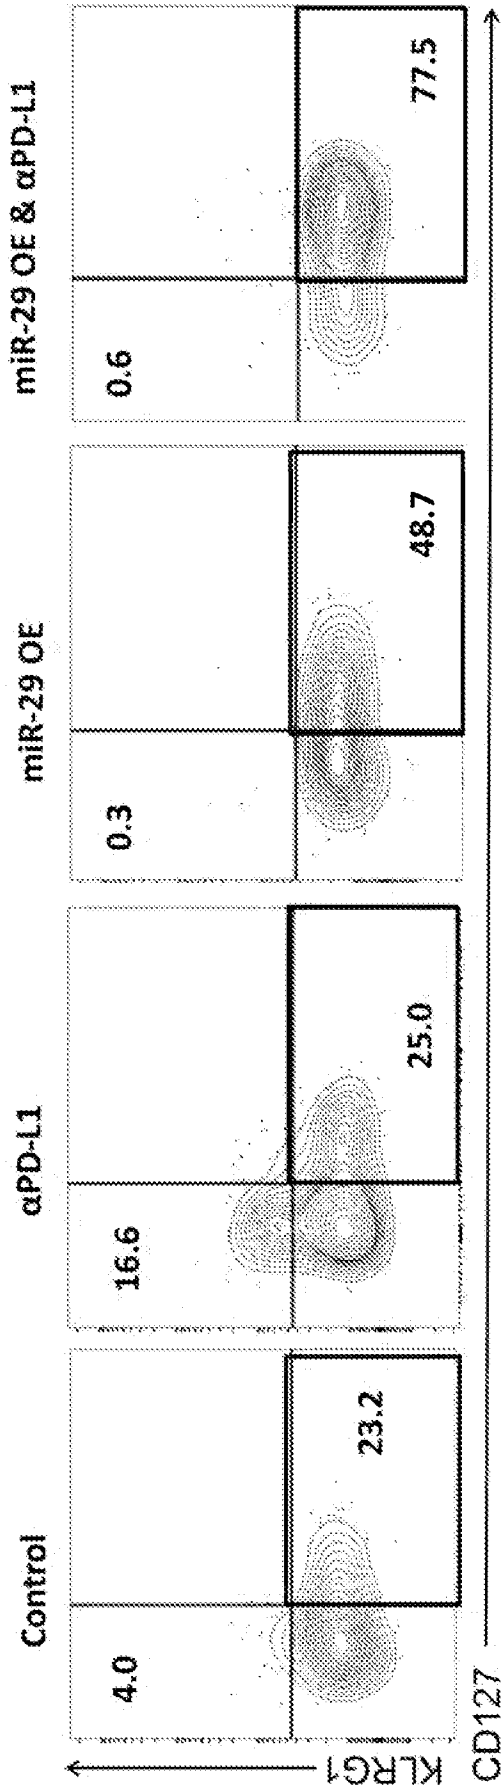 Control
αPD-L1
miR-29 OE
miR-29 OE & αPD-L1
4.0
16.6
0.3
0.6
23.2
25.0
48.7
77.5
KLRG1
CD127